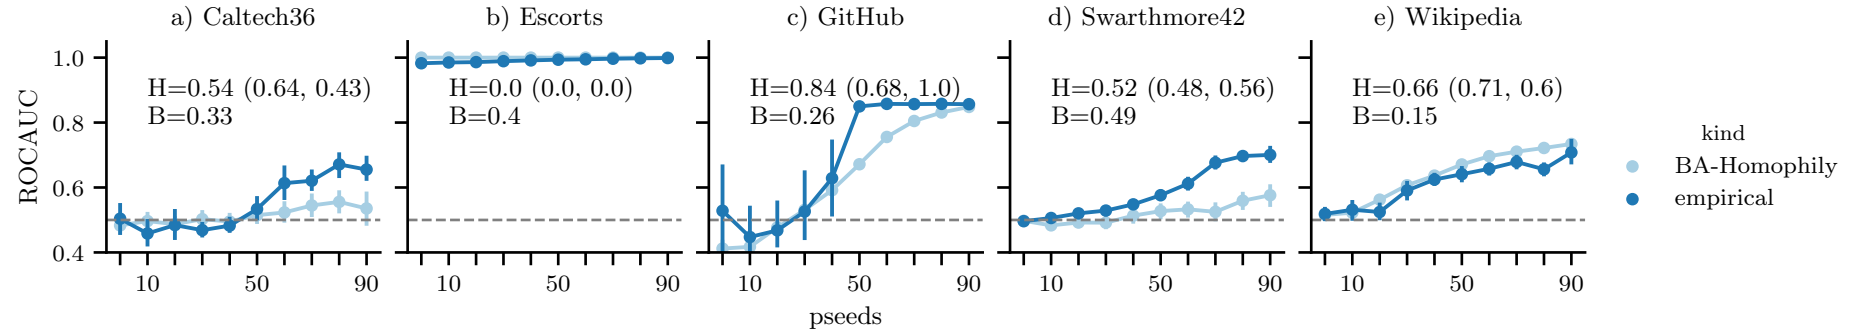 a) Caltech36
b) Escorts
c) GitHub
d) Swarthmore42
e) Wikipedia
ROCAUC
1.0
0.8
0.6
0.4
H=0.54 (0.64, 0.43)
B=0.33
H=0.0 (0.0, 0.0)
B=0.4
H=0.84 (0.68, 1.0)
B=0.26
H=0.52 (0.48, 0.56)
B=0.49
H=0.66 (0.71, 0.6)
B=0.15
10 50 90
10 50 90
10 50 90
10 50 90
10 50 90
pseeds
kind
BA-Homophily
empirical